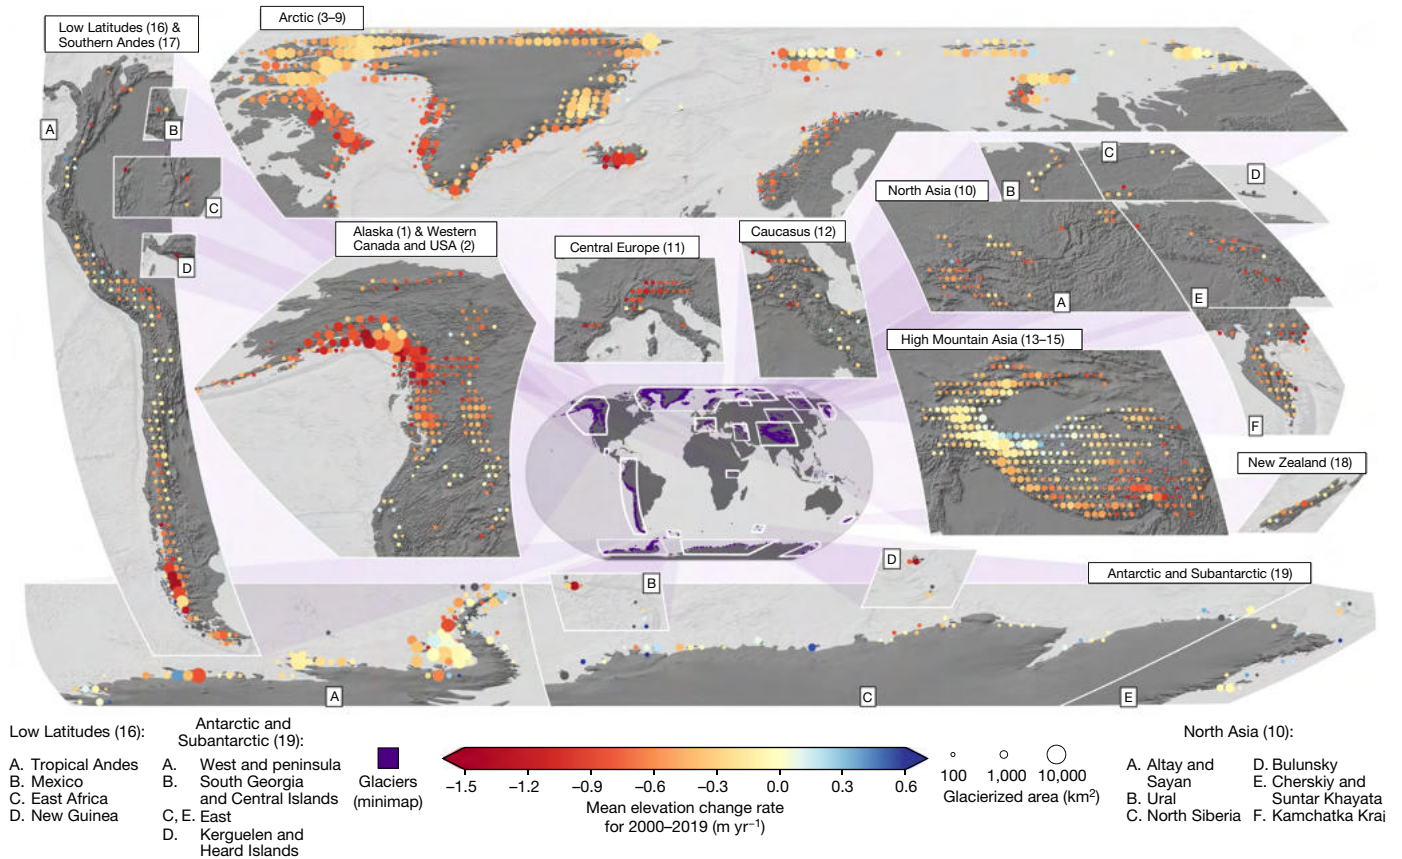 Low Latitudes (16) &
Southern Andes (17)
Arctic (3–9)
A
B
C
D
Alaska (1) & Western
Canada and USA (2)
Central Europe (11)
Caucasus (12)
North Asia (10)
B
C
D
A
E
F
High Mountain Asia (13–15)
New Zealand (18)
Antarctic and Subantarctic (19)
A
B
C
D
E
Low Latitudes (16):
A. Tropical Andes
B. Mexico
C. East Africa
D. New Guinea
Antarctic and
Subantarctic (19):
A. West and peninsula
B. South Georgia
and Central Islands
C, E. East
D. Kerguelen and
Heard Islands
Glaciers
(minimap)
−1.5 −1.2 −0.9 −0.6 −0.3 0.0 0.3 0.6
Mean elevation change rate
for 2000–2019 (m yr⁻¹)
100 1,000 10,000
Glacierized area (km²)
North Asia (10):
A. Altay and
Sayan
B. Ural
C. North Siberia
D. Bulunsky
E. Cherskiy and
Suntar Khayata
F. Kamchatka Krai